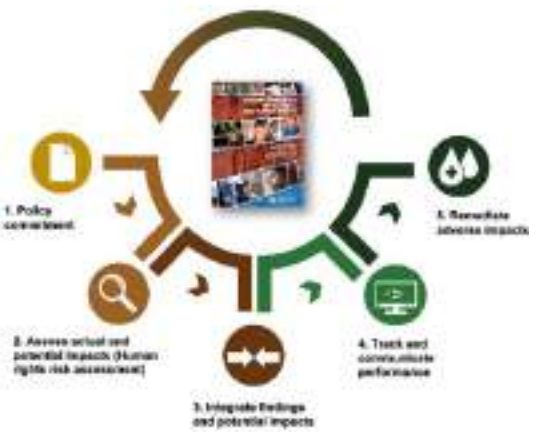 1. Policy
commitment
2. Assess actual and
potential impacts (Human
rights risk assessment)
3. Integrate findings
and potential impacts
4. Track and
communicate
performance
5. Remediate
adverse impacts